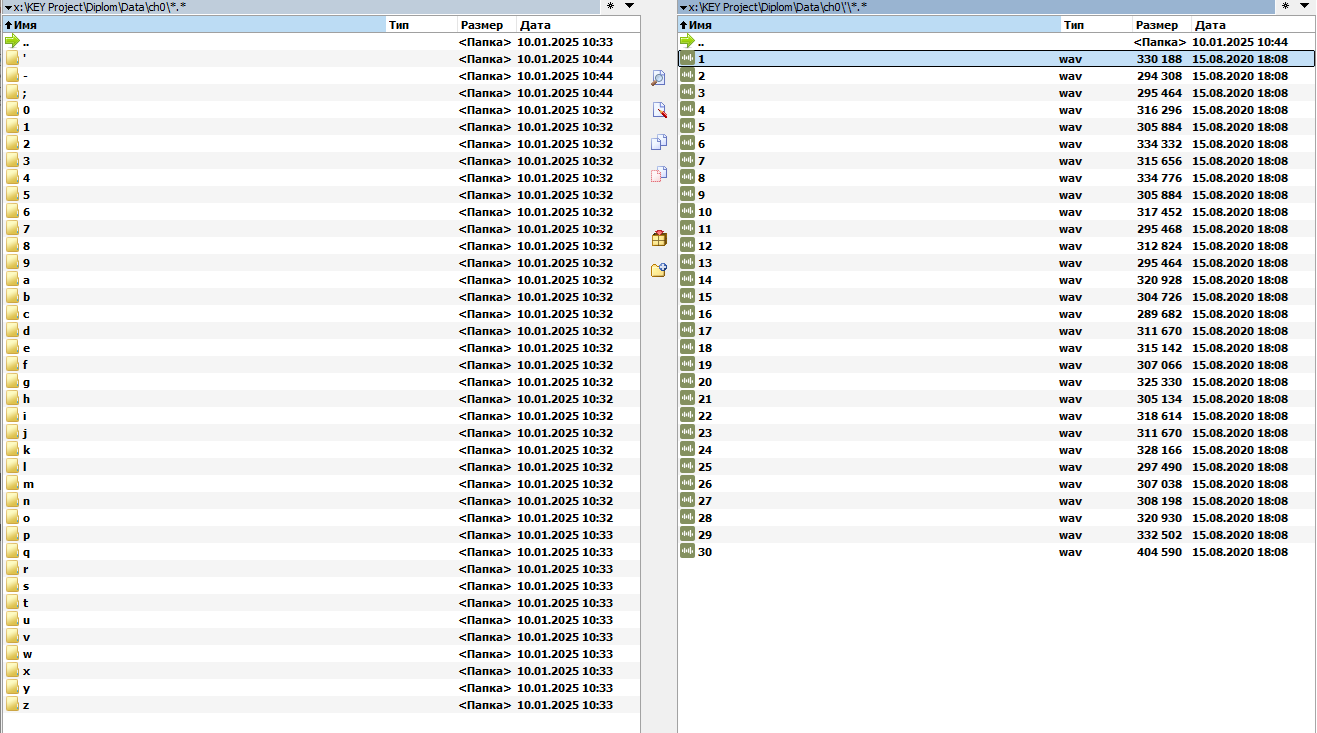 x:\KEY Project\Diplom\Data\ch0\*.*
Имя Тип Размер Дата
.. <Папка> 10.01.2025 10:33
' <Папка> 10.01.2025 10:44
- <Папка> 10.01.2025 10:44
; <Папка> 10.01.2025 10:44
0 <Папка> 10.01.2025 10:32
1 <Папка> 10.01.2025 10:32
2 <Папка> 10.01.2025 10:32
3 <Папка> 10.01.2025 10:32
4 <Папка> 10.01.2025 10:32
5 <Папка> 10.01.2025 10:32
6 <Папка> 10.01.2025 10:32
7 <Папка> 10.01.2025 10:32
8 <Папка> 10.01.2025 10:32
9 <Папка> 10.01.2025 10:32
a <Папка> 10.01.2025 10:32
b <Папка> 10.01.2025 10:32
c <Папка> 10.01.2025 10:32
d <Папка> 10.01.2025 10:32
e <Папка> 10.01.2025 10:32
f <Папка> 10.01.2025 10:32
g <Папка> 10.01.2025 10:32
h <Папка> 10.01.2025 10:32
i <Папка> 10.01.2025 10:32
j <Папка> 10.01.2025 10:32
k <Папка> 10.01.2025 10:32
l <Папка> 10.01.2025 10:32
m <Папка> 10.01.2025 10:32
n <Папка> 10.01.2025 10:32
o <Папка> 10.01.2025 10:32
p <Папка> 10.01.2025 10:33
q <Папка> 10.01.2025 10:33
r <Папка> 10.01.2025 10:33
s <Папка> 10.01.2025 10:33
t <Папка> 10.01.2025 10:33
u <Папка> 10.01.2025 10:33
v <Папка> 10.01.2025 10:33
w <Папка> 10.01.2025 10:33
x <Папка> 10.01.2025 10:33
y <Папка> 10.01.2025 10:33
z <Папка> 10.01.2025 10:33
x:\KEY Project\Diplom\Data\ch0\'\*.*
Имя Тип Размер Дата
.. <Папка> 10.01.2025 10:44
1 wav 330 188 15.08.2020 18:08
2 wav 294 308 15.08.2020 18:08
3 wav 295 464 15.08.2020 18:08
4 wav 316 296 15.08.2020 18:08
5 wav 305 884 15.08.2020 18:08
6 wav 334 332 15.08.2020 18:08
7 wav 315 656 15.08.2020 18:08
8 wav 334 776 15.08.2020 18:08
9 wav 305 884 15.08.2020 18:08
10 wav 317 452 15.08.2020 18:08
11 wav 295 468 15.08.2020 18:08
12 wav 312 824 15.08.2020 18:08
13 wav 295 464 15.08.2020 18:08
14 wav 320 928 15.08.2020 18:08
15 wav 304 726 15.08.2020 18:08
16 wav 289 682 15.08.2020 18:08
17 wav 311 670 15.08.2020 18:08
18 wav 315 142 15.08.2020 18:08
19 wav 307 066 15.08.2020 18:08
20 wav 325 330 15.08.2020 18:08
21 wav 305 134 15.08.2020 18:08
22 wav 318 614 15.08.2020 18:08
23 wav 311 670 15.08.2020 18:08
24 wav 328 166 15.08.2020 18:08
25 wav 297 490 15.08.2020 18:08
26 wav 307 038 15.08.2020 18:08
27 wav 308 198 15.08.2020 18:08
28 wav 320 930 15.08.2020 18:08
29 wav 332 502 15.08.2020 18:08
30 wav 404 590 15.08.2020 18:08